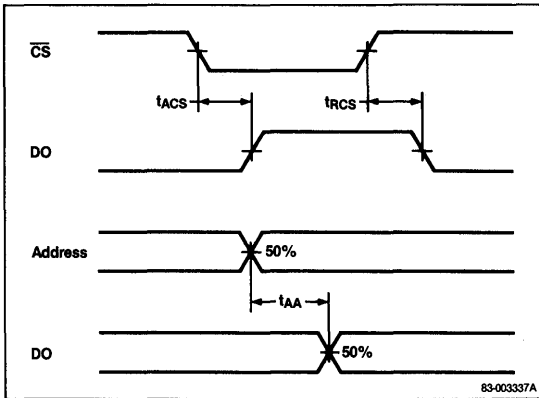 CS
tACS
tRCS
DO
Address
50%
tAA
DO
50%
83-003337A